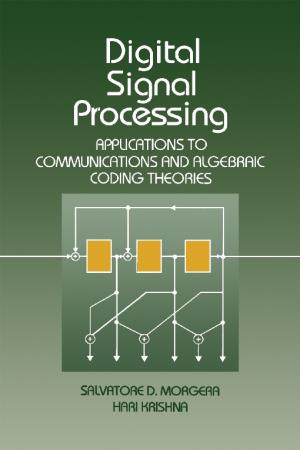 Digital
Signal
Processing
APPLICATIONS TO
COMMUNICATIONS AND ALGEBRAIC
CODING THEORIES
SALVATORE D. MORGERA
HARI KRISHNA